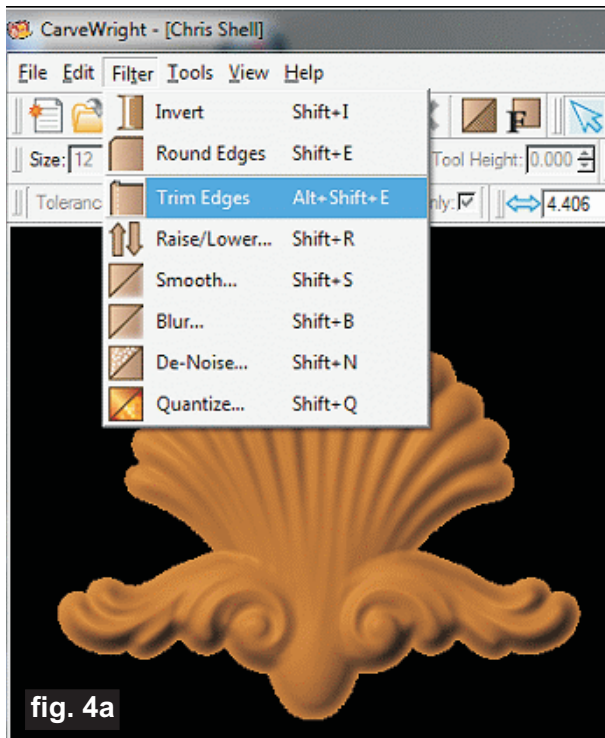 CarveWright - [Chris Shell]
File Edit Filter Tools View Help
Invert Shift+I
Round Edges Shift+E
Size: 12
Tool Height: 0.000
Trim Edges Alt+Shift+E
4.406
Raise/Lower... Shift+R
Smooth... Shift+S
Blur... Shift+B
De-Noise... Shift+N
Quantize... Shift+Q
fig. 4a